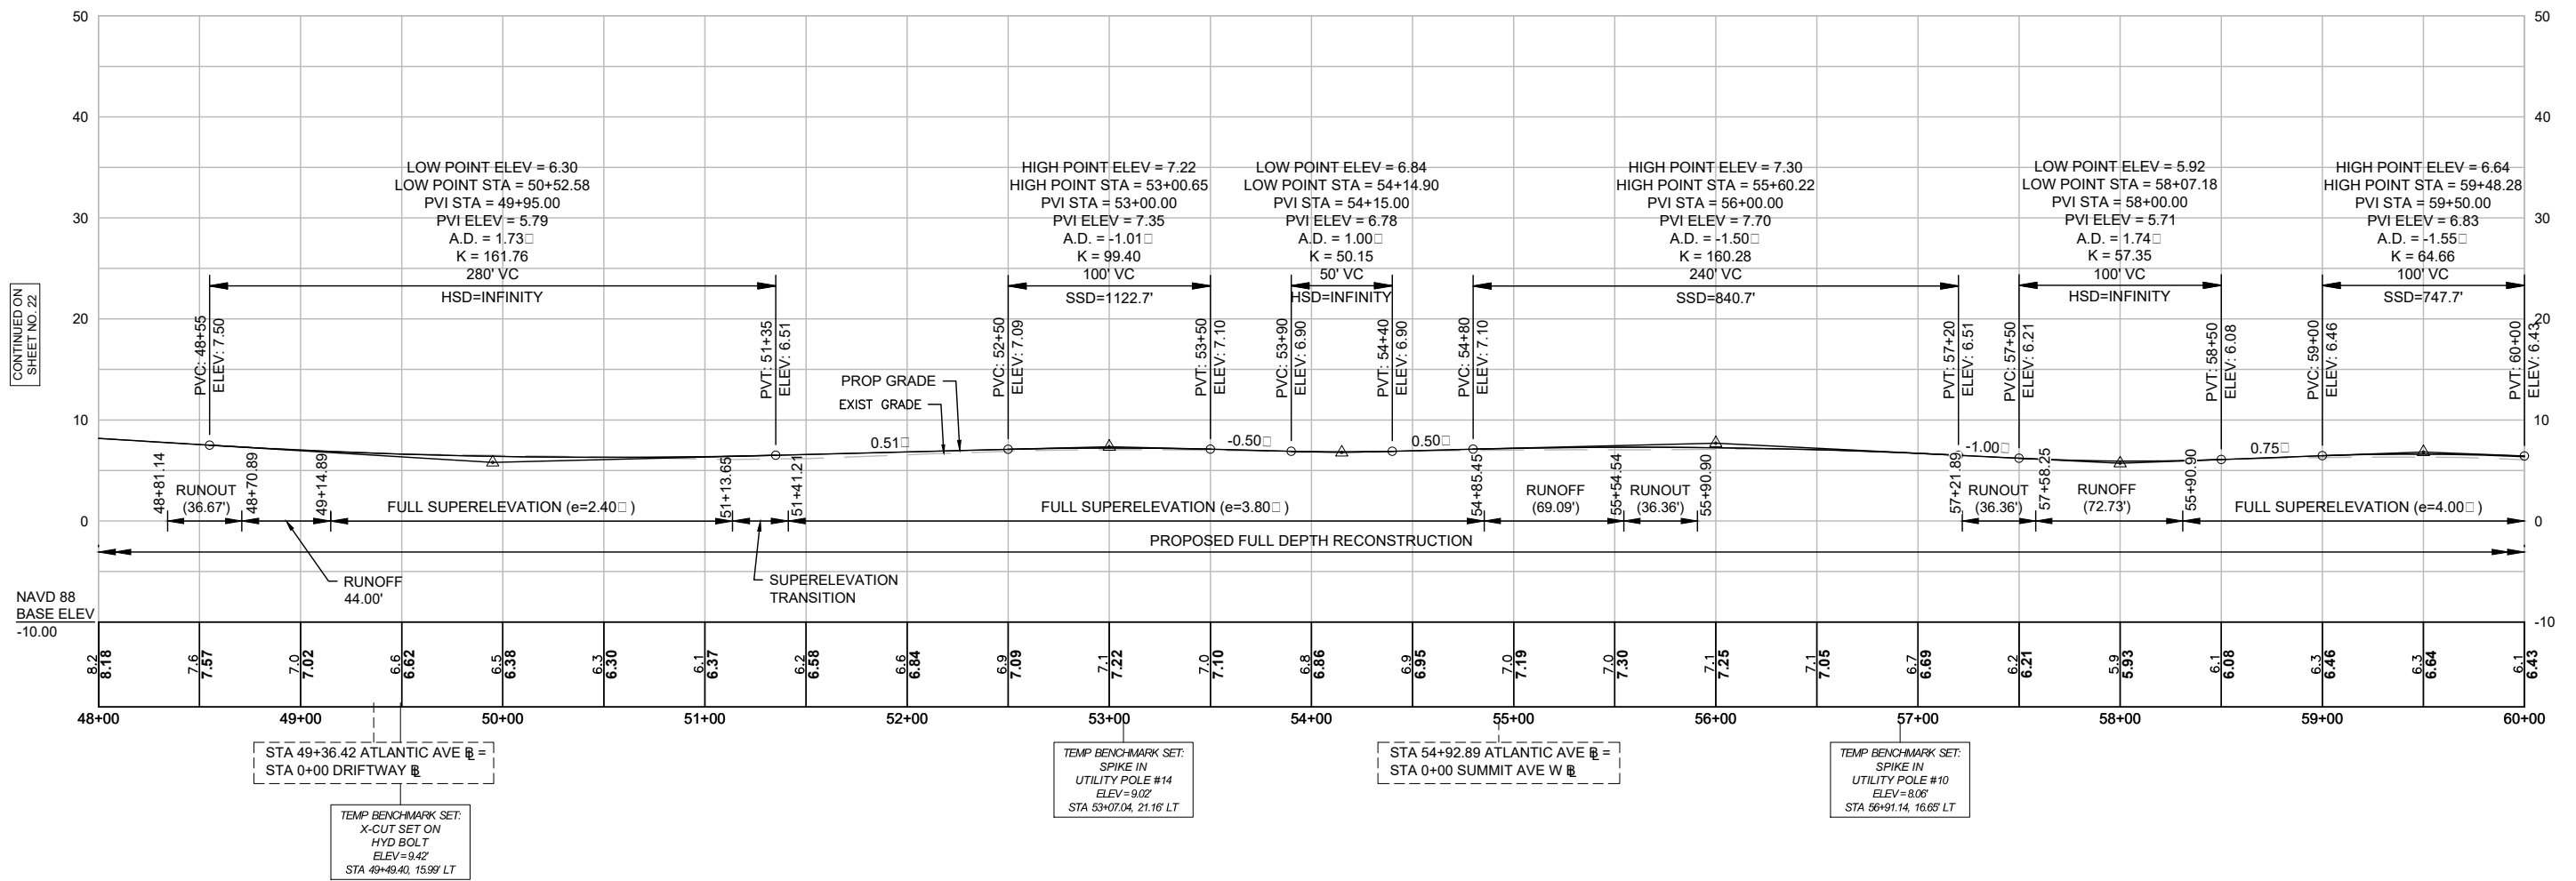 50
40
30
20
10
0
50
40
30
20
10
0
-10
CONTINUED ON
SHEET NO. 22
NAVD 88
BASE ELEV
-10.00
LOW POINT ELEV = 6.30
LOW POINT STA = 50+52.58
PVI STA = 49+95.00
PVI ELEV = 5.79
A.D. = 1.73□
K = 161.76
280' VC
HSD=INFINITY
HIGH POINT ELEV = 7.22
HIGH POINT STA = 53+00.65
PVI STA = 53+00.00
PVI ELEV = 7.35
A.D. = -1.01□
K = 99.40
100' VC
SSD=1122.7'
LOW POINT ELEV = 6.84
LOW POINT STA = 54+14.90
PVI STA = 54+15.00
PVI ELEV = 6.78
A.D. = 1.00□
K = 50.15
50' VC
HSD=INFINITY
HIGH POINT ELEV = 7.30
HIGH POINT STA = 55+60.22
PVI STA = 56+00.00
PVI ELEV = 7.70
A.D. = -1.50□
K = 160.28
240' VC
SSD=840.7'
LOW POINT ELEV = 5.92
LOW POINT STA = 58+07.18
PVI STA = 58+00.00
PVI ELEV = 5.71
A.D. = 1.74□
K = 57.35
100' VC
HSD=INFINITY
HIGH POINT ELEV = 6.64
HIGH POINT STA = 59+48.28
PVI STA = 59+50.00
PVI ELEV = 6.83
A.D. = -1.55□
K = 64.66
100' VC
SSD=747.7'
PVC: 48+55
ELEV: 7.50
PVT: 51+35
ELEV: 6.51
PVC: 52+50
ELEV: 7.09
PVT: 53+50
ELEV: 7.10
PVC: 53+90
ELEV: 6.90
PVT: 54+40
ELEV: 6.90
PVC: 54+80
ELEV: 7.10
PVT: 57+20
ELEV: 6.51
PVC: 57+50
ELEV: 6.21
PVT: 58+50
ELEV: 6.08
PVC: 59+00
ELEV: 6.46
PVT: 60+00
ELEV: 6.43
PROP GRADE
EXIST GRADE
0.51□
-0.50□
0.50□
-1.00□
0.75□
48+81.14
RUNOUT
(36.67')
48+70.89
49+14.89
FULL SUPERELEVATION (e=2.40□ )
51+13.65
51+41.21
FULL SUPERELEVATION (e=3.80□ )
54+85.45
RUNOFF
(69.09')
55+54.54
RUNOUT
(36.36')
55+90.90
57+21.89
RUNOUT
(36.36')
57+58.25
RUNOFF
(72.73')
55+90.90
FULL SUPERELEVATION (e=4.00□ )
PROPOSED FULL DEPTH RECONSTRUCTION
RUNOFF
44.00'
SUPERELEVATION
TRANSITION
8.2
8.18
7.6
7.57
7.0
7.02
6.6
6.62
6.5
6.38
6.3
6.30
6.1
6.37
6.2
6.58
6.6
6.84
6.9
7.09
7.1
7.22
7.0
7.10
6.8
6.86
6.9
6.95
7.0
7.19
7.0
7.30
7.1
7.25
7.1
7.05
6.7
6.69
6.2
6.21
5.9
5.93
6.1
6.08
6.3
6.46
6.3
6.64
6.1
6.43
48+00
49+00
50+00
51+00
52+00
53+00
54+00
55+00
56+00
57+00
58+00
59+00
60+00
STA 49+36.42 ATLANTIC AVE BL =
STA 0+00 DRIFTWAY BL
TEMP BENCHMARK SET:
X-CUT SET ON
HYD BOLT
ELEV=9.42'
STA 49+49.40, 15.99' LT
TEMP BENCHMARK SET:
SPIKE IN
UTILITY POLE #14
ELEV=9.02'
STA 53+07.04, 21.16' LT
STA 54+92.89 ATLANTIC AVE BL =
STA 0+00 SUMMIT AVE W BL
TEMP BENCHMARK SET:
SPIKE IN
UTILITY POLE #10
ELEV=8.06'
STA 56+91.14, 16.65' LT